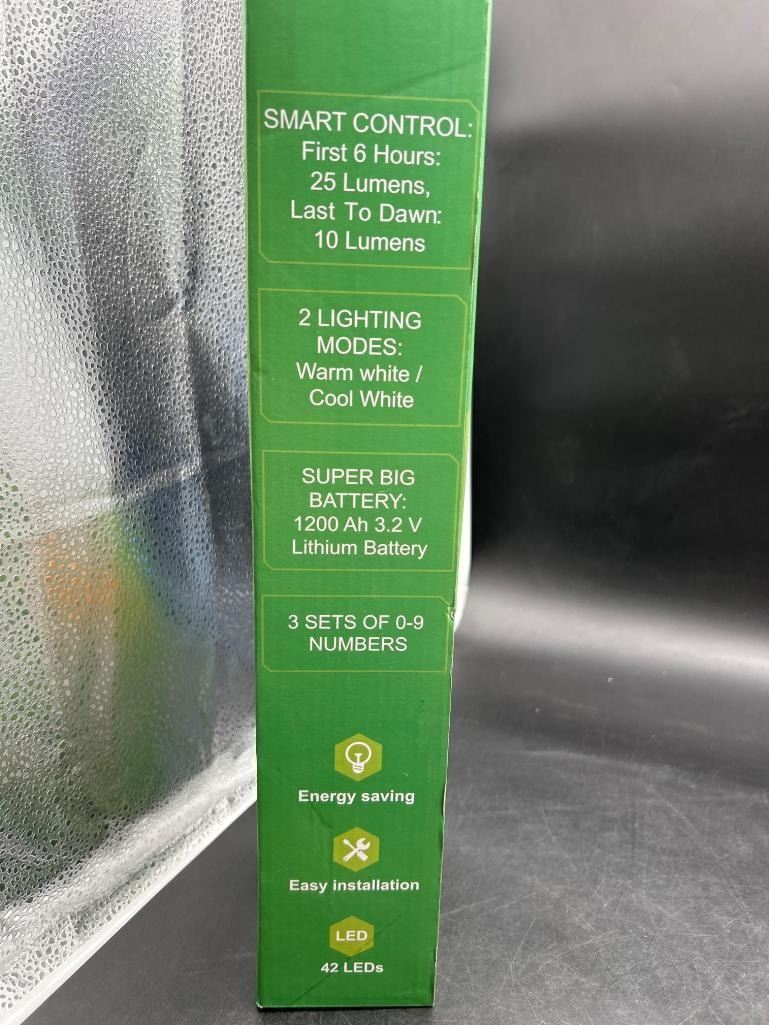 SMART CONTROL:
First 6 Hours:
25 Lumens,
Last To Dawn:
10 Lumens
2 LIGHTING
MODES:
Warm white /
Cool White
SUPER BIG
BATTERY:
1200 Ah 3.2 V
Lithium Battery
3 SETS OF 0-9
NUMBERS
Energy saving
Easy installation
LED
42 LEDs